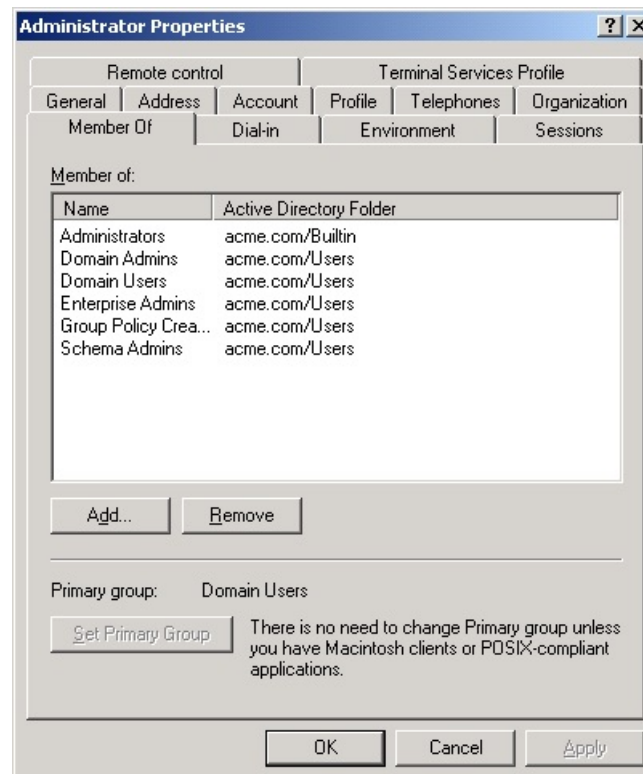 Administrator Properties
Remote control Terminal Services Profile
General Address Account Profile Telephones Organization
Member Of Dial-in Environment Sessions
Member of:
Name Active Directory Folder
Administrators acme.com/Builtin
Domain Admins acme.com/Users
Domain Users acme.com/Users
Enterprise Admins acme.com/Users
Group Policy Crea... acme.com/Users
Schema Admins acme.com/Users
Add... Remove
Primary group: Domain Users
Set Primary Group There is no need to change Primary group unless
you have Macintosh clients or POSIX-compliant
applications.
OK Cancel Apply